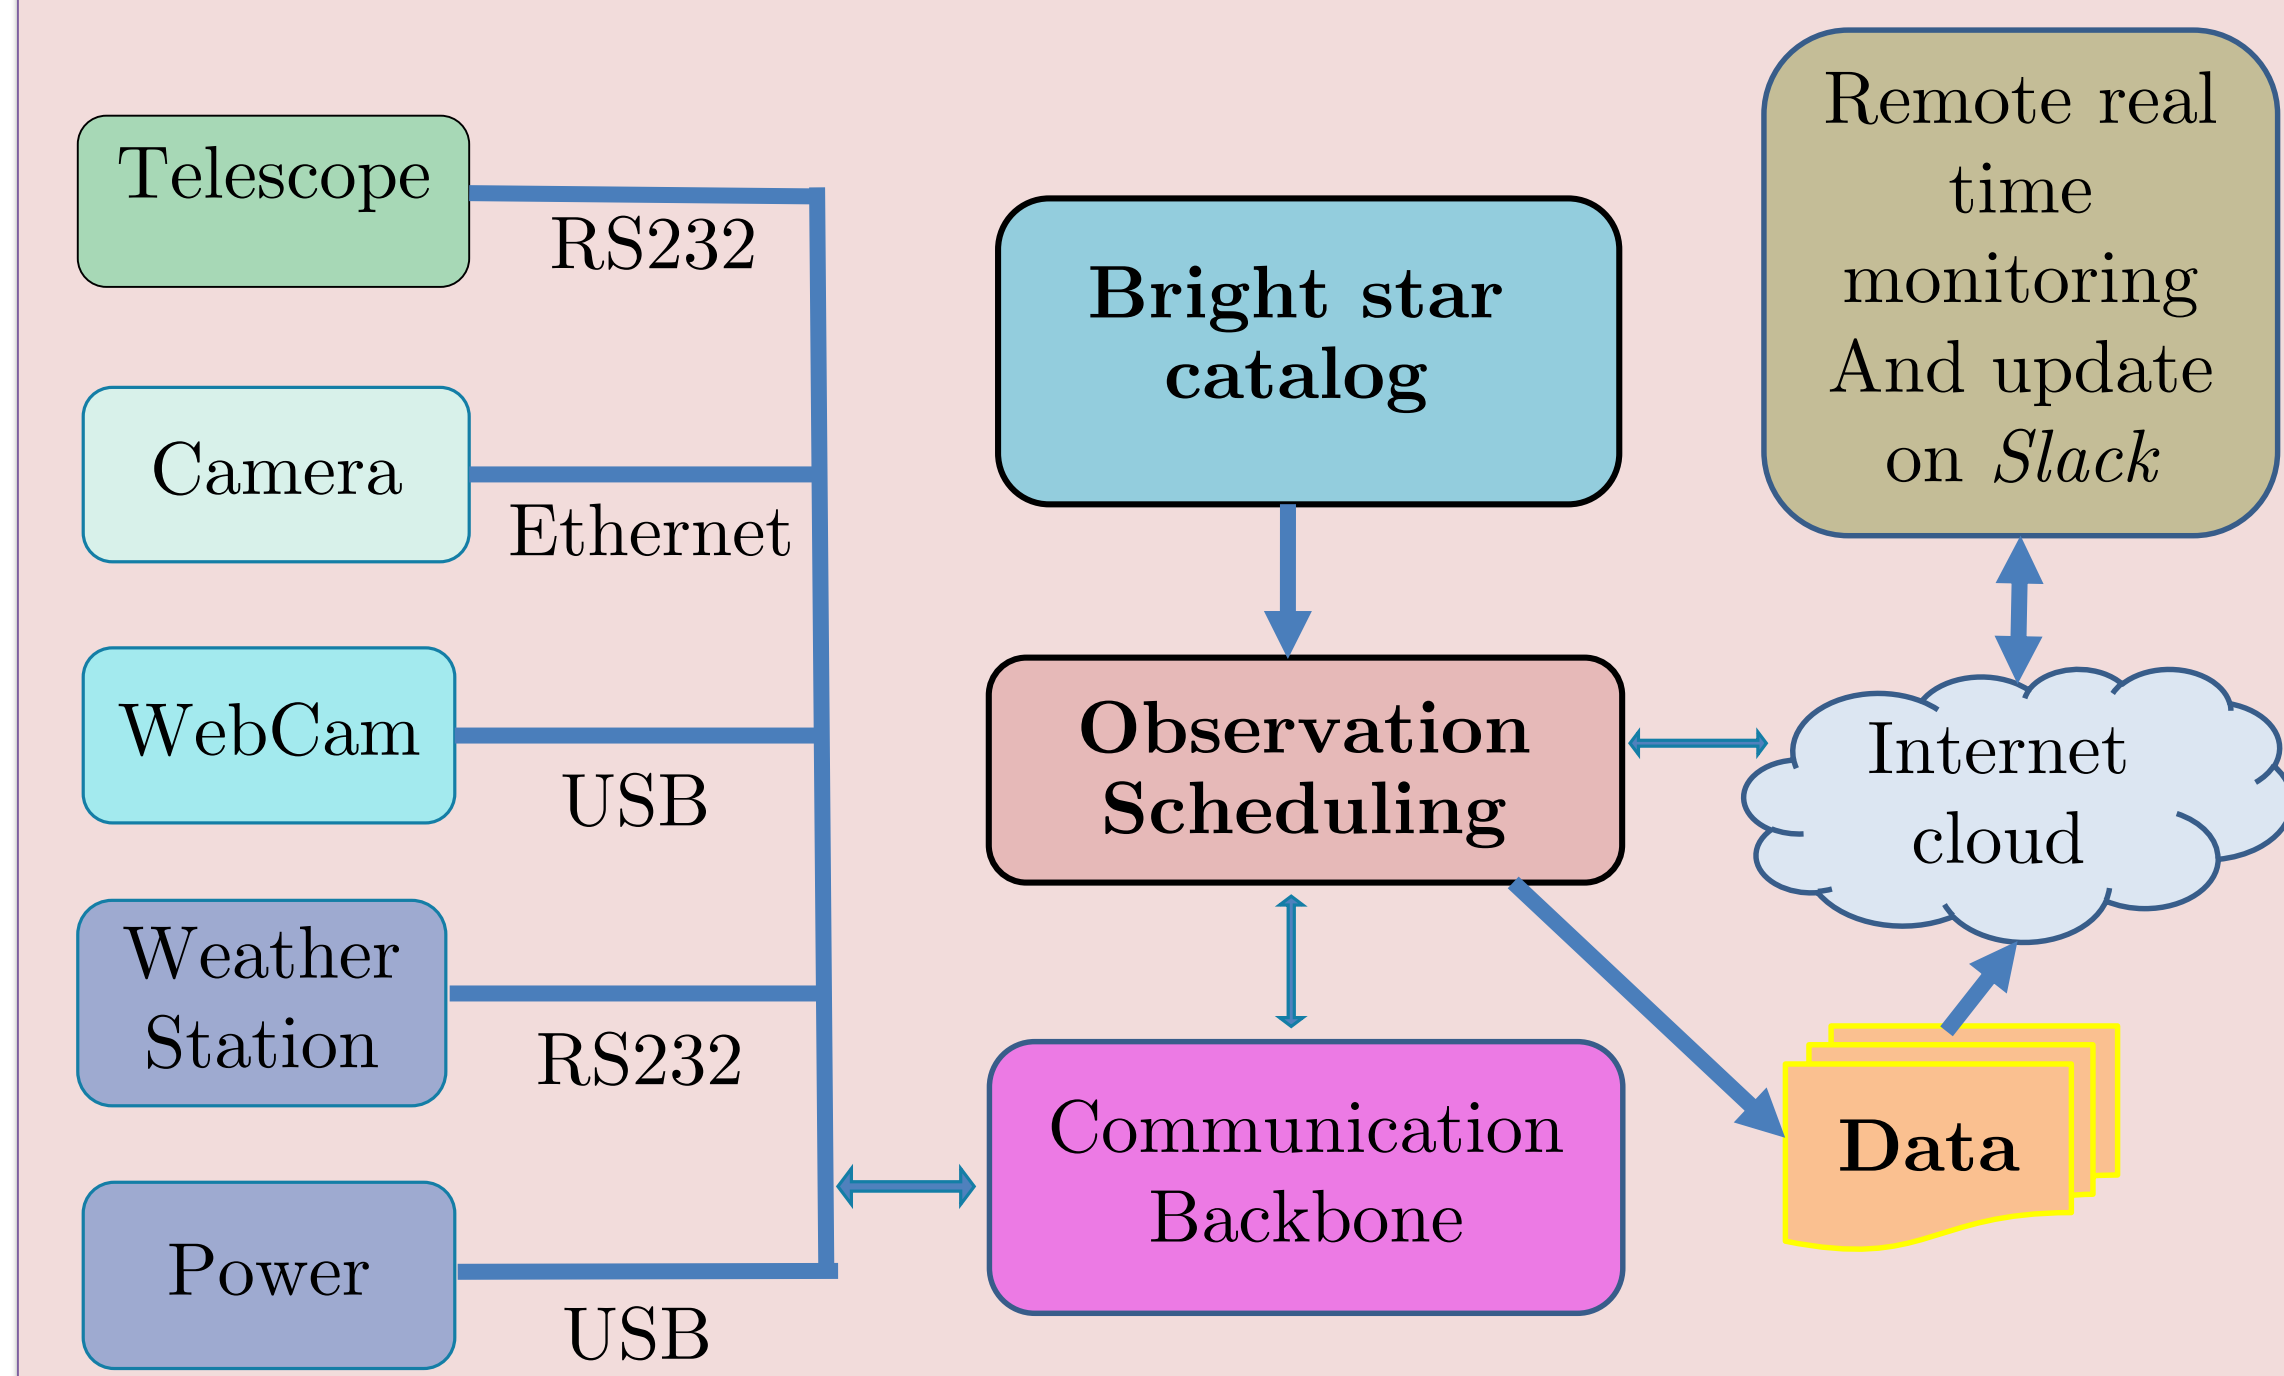 Telescope
RS232
Camera
Ethernet
WebCam
USB
Weather
Station
RS232
Power
USB
Bright star
catalog
Observation
Scheduling
Communication
Backbone
Remote real
time
monitoring
And update
on Slack
Internet
cloud
Data